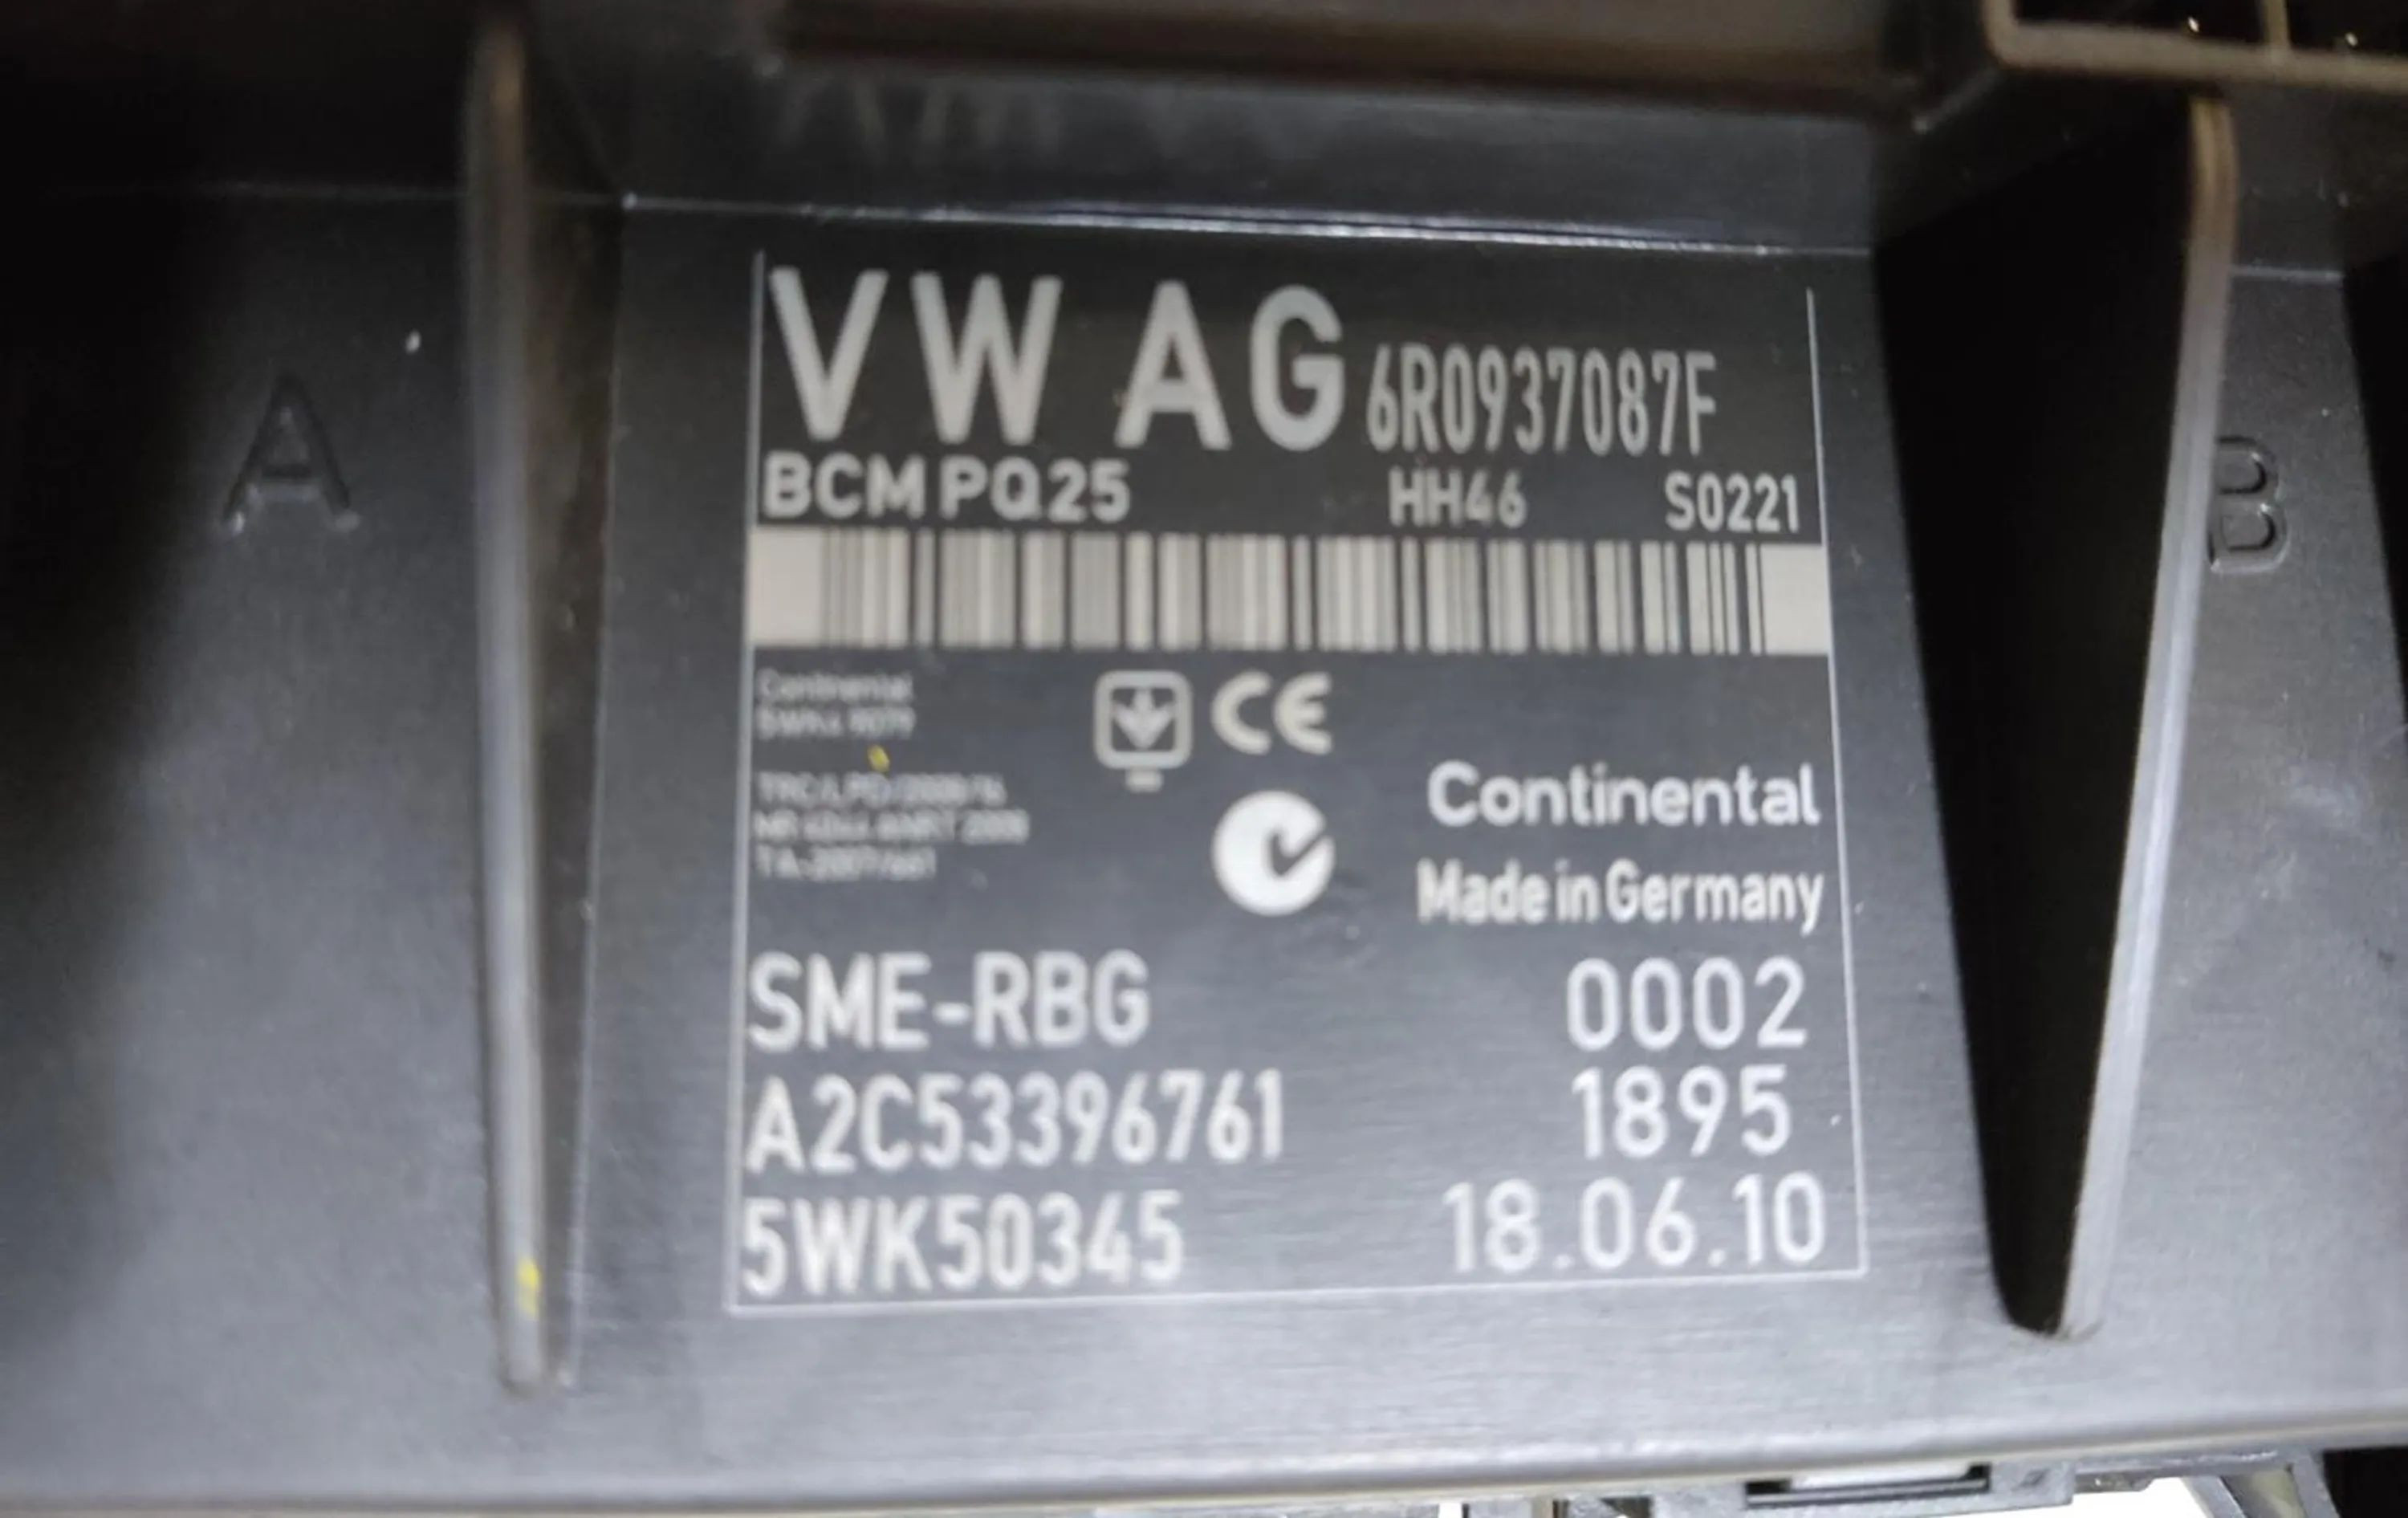 A
B
VW AG 6R0937087F
BCM PQ25 HH46 S0221
Continental
CE
Continental
Made in Germany
SME-RBG 0002
A2C53396761 1895
5WK50345 18.06.10